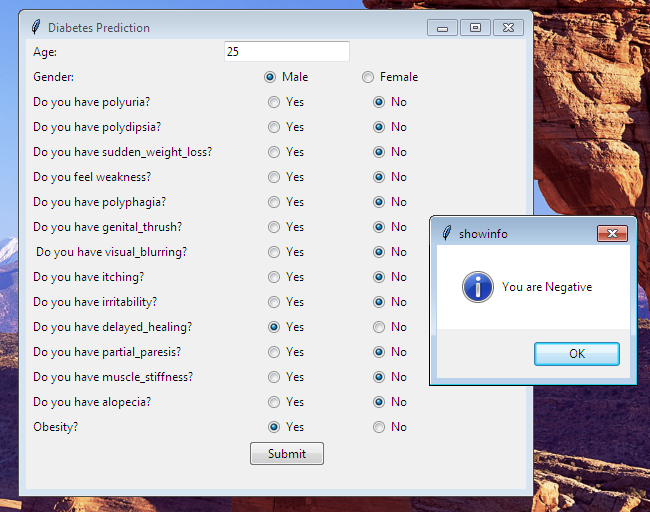 Diabetes Prediction
Age: 25
Gender: Male Female
Do you have polyuria? Yes No
Do you have polydipsia? Yes No
Do you have sudden_weight_loss? Yes No
Do you feel weakness? Yes No
Do you have polyphagia? Yes No
Do you have genital_thrush? Yes No
Do you have visual_blurring? Yes No
Do you have itching? Yes No
Do you have irritability? Yes No
Do you have delayed_healing? Yes No
Do you have partial_paresis? Yes No
Do you have muscle_stiffness? Yes No
Do you have alopecia? Yes No
Obesity? Yes No
Submit
showinfo
You are Negative
OK